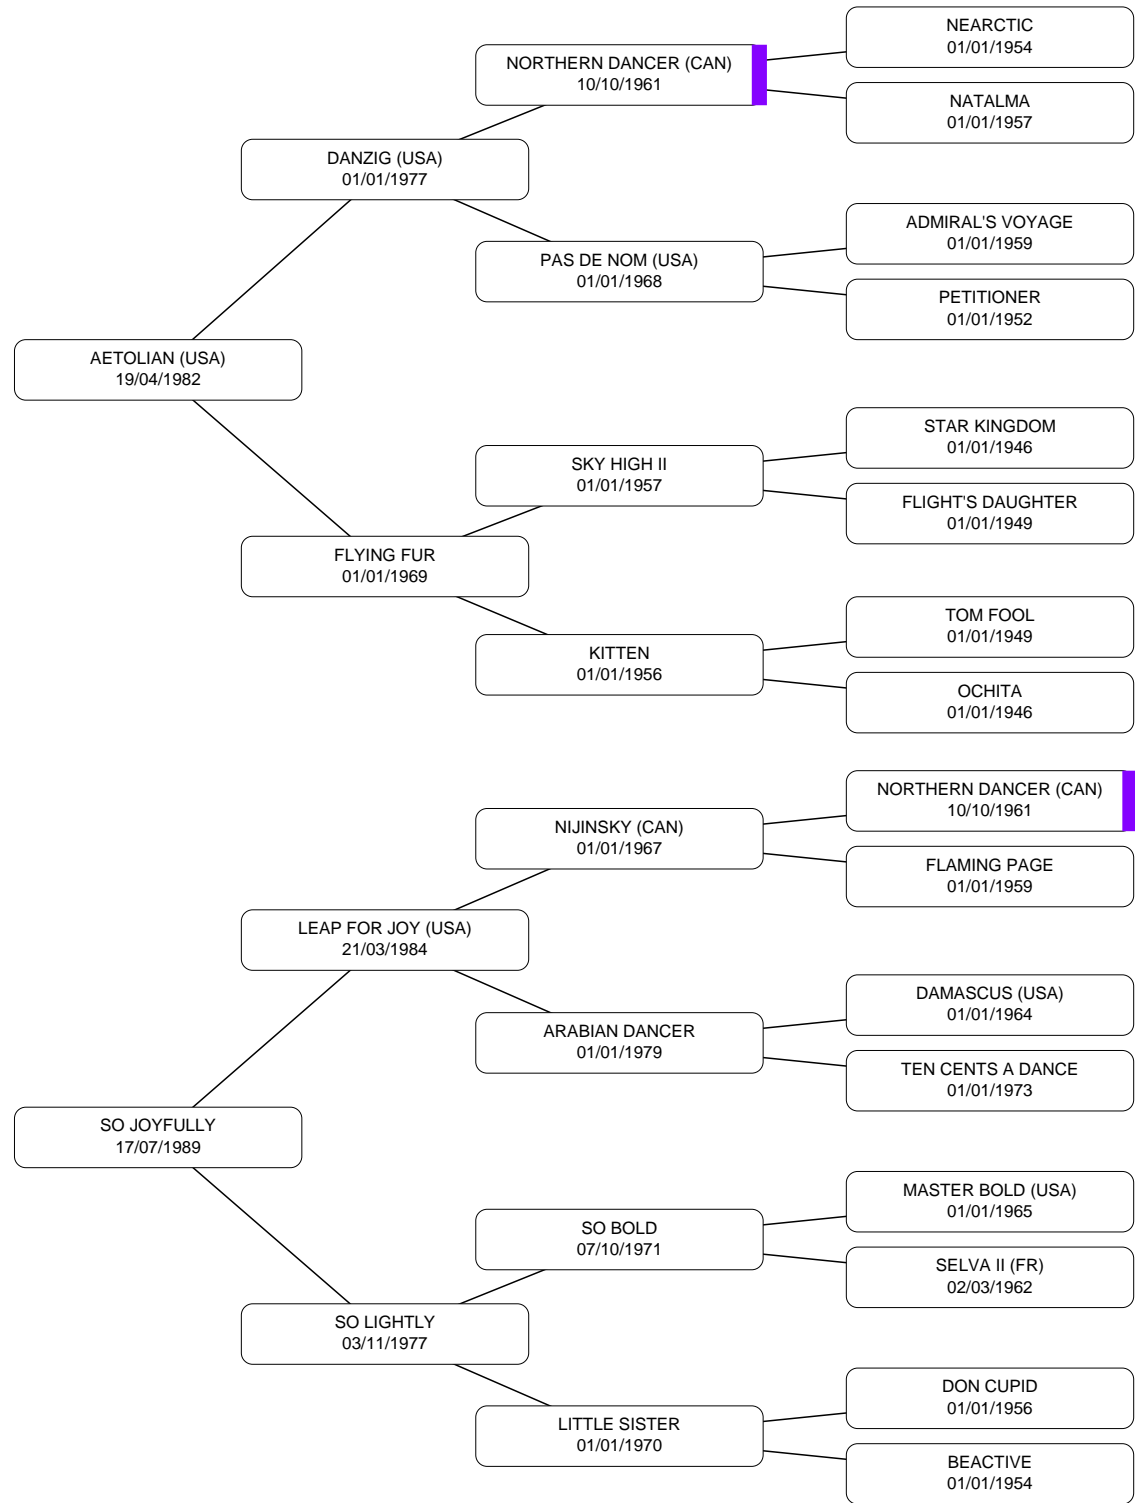 NEARCTIC
01/01/1954
NORTHERN DANCER (CAN)
10/10/1961
NATALMA
01/01/1957
DANZIG (USA)
01/01/1977
ADMIRAL'S VOYAGE
01/01/1959
PAS DE NOM (USA)
01/01/1968
PETITIONER
01/01/1952
AETOLIAN (USA)
19/04/1982
STAR KINGDOM
01/01/1946
SKY HIGH II
01/01/1957
FLIGHT'S DAUGHTER
01/01/1949
FLYING FUR
01/01/1969
TOM FOOL
01/01/1949
KITTEN
01/01/1956
OCHITA
01/01/1946
NORTHERN DANCER (CAN)
10/10/1961
NIJINSKY (CAN)
01/01/1967
FLAMING PAGE
01/01/1959
LEAP FOR JOY (USA)
21/03/1984
DAMASCUS (USA)
01/01/1964
ARABIAN DANCER
01/01/1979
TEN CENTS A DANCE
01/01/1973
SO JOYFULLY
17/07/1989
MASTER BOLD (USA)
01/01/1965
SO BOLD
07/10/1971
SELVA II (FR)
02/03/1962
SO LIGHTLY
03/11/1977
DON CUPID
01/01/1956
LITTLE SISTER
01/01/1970
BEACTIVE
01/01/1954